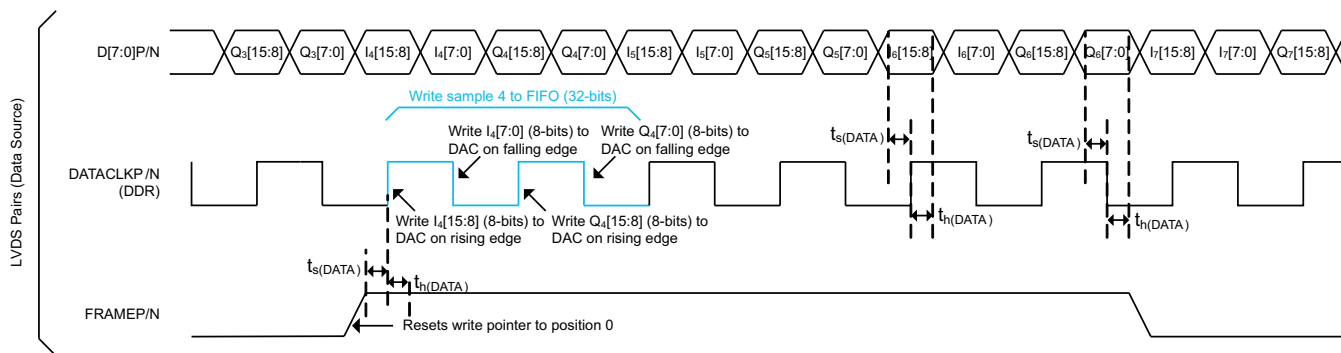 LVDS Pairs (Data Source)
D[7:0]P/N
Q3[15:8] Q3[7:0] I4[15:8] I4[7:0] Q4[15:8] Q4[7:0] I5[15:8] I5[7:0] Q5[15:8] Q5[7:0] I6[15:8] I6[7:0] Q6[15:8] Q6[7:0] I7[15:8] I7[7:0] Q7[15:8]
Write sample 4 to FIFO (32-bits)
Write I4[7:0] (8-bits) to
DAC on falling edge
Write Q4[7:0] (8-bits) to
DAC on falling edge
ts(DATA)
ts(DATA)
DATACLKP/N
(DDR)
Write I4[15:8] (8-bits) to
DAC on rising edge
Write Q4[15:8] (8-bits) to
DAC on rising edge
th(DATA)
th(DATA)
ts(DATA)
th(DATA)
FRAMEP/N
Resets write pointer to position 0